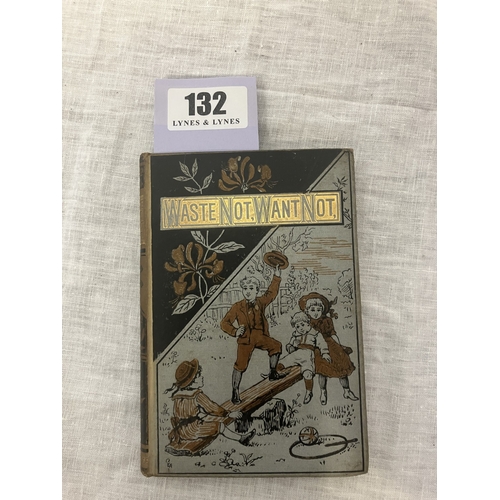 132
LYNES & LYNES
WASTE NOT, WANT NOT,